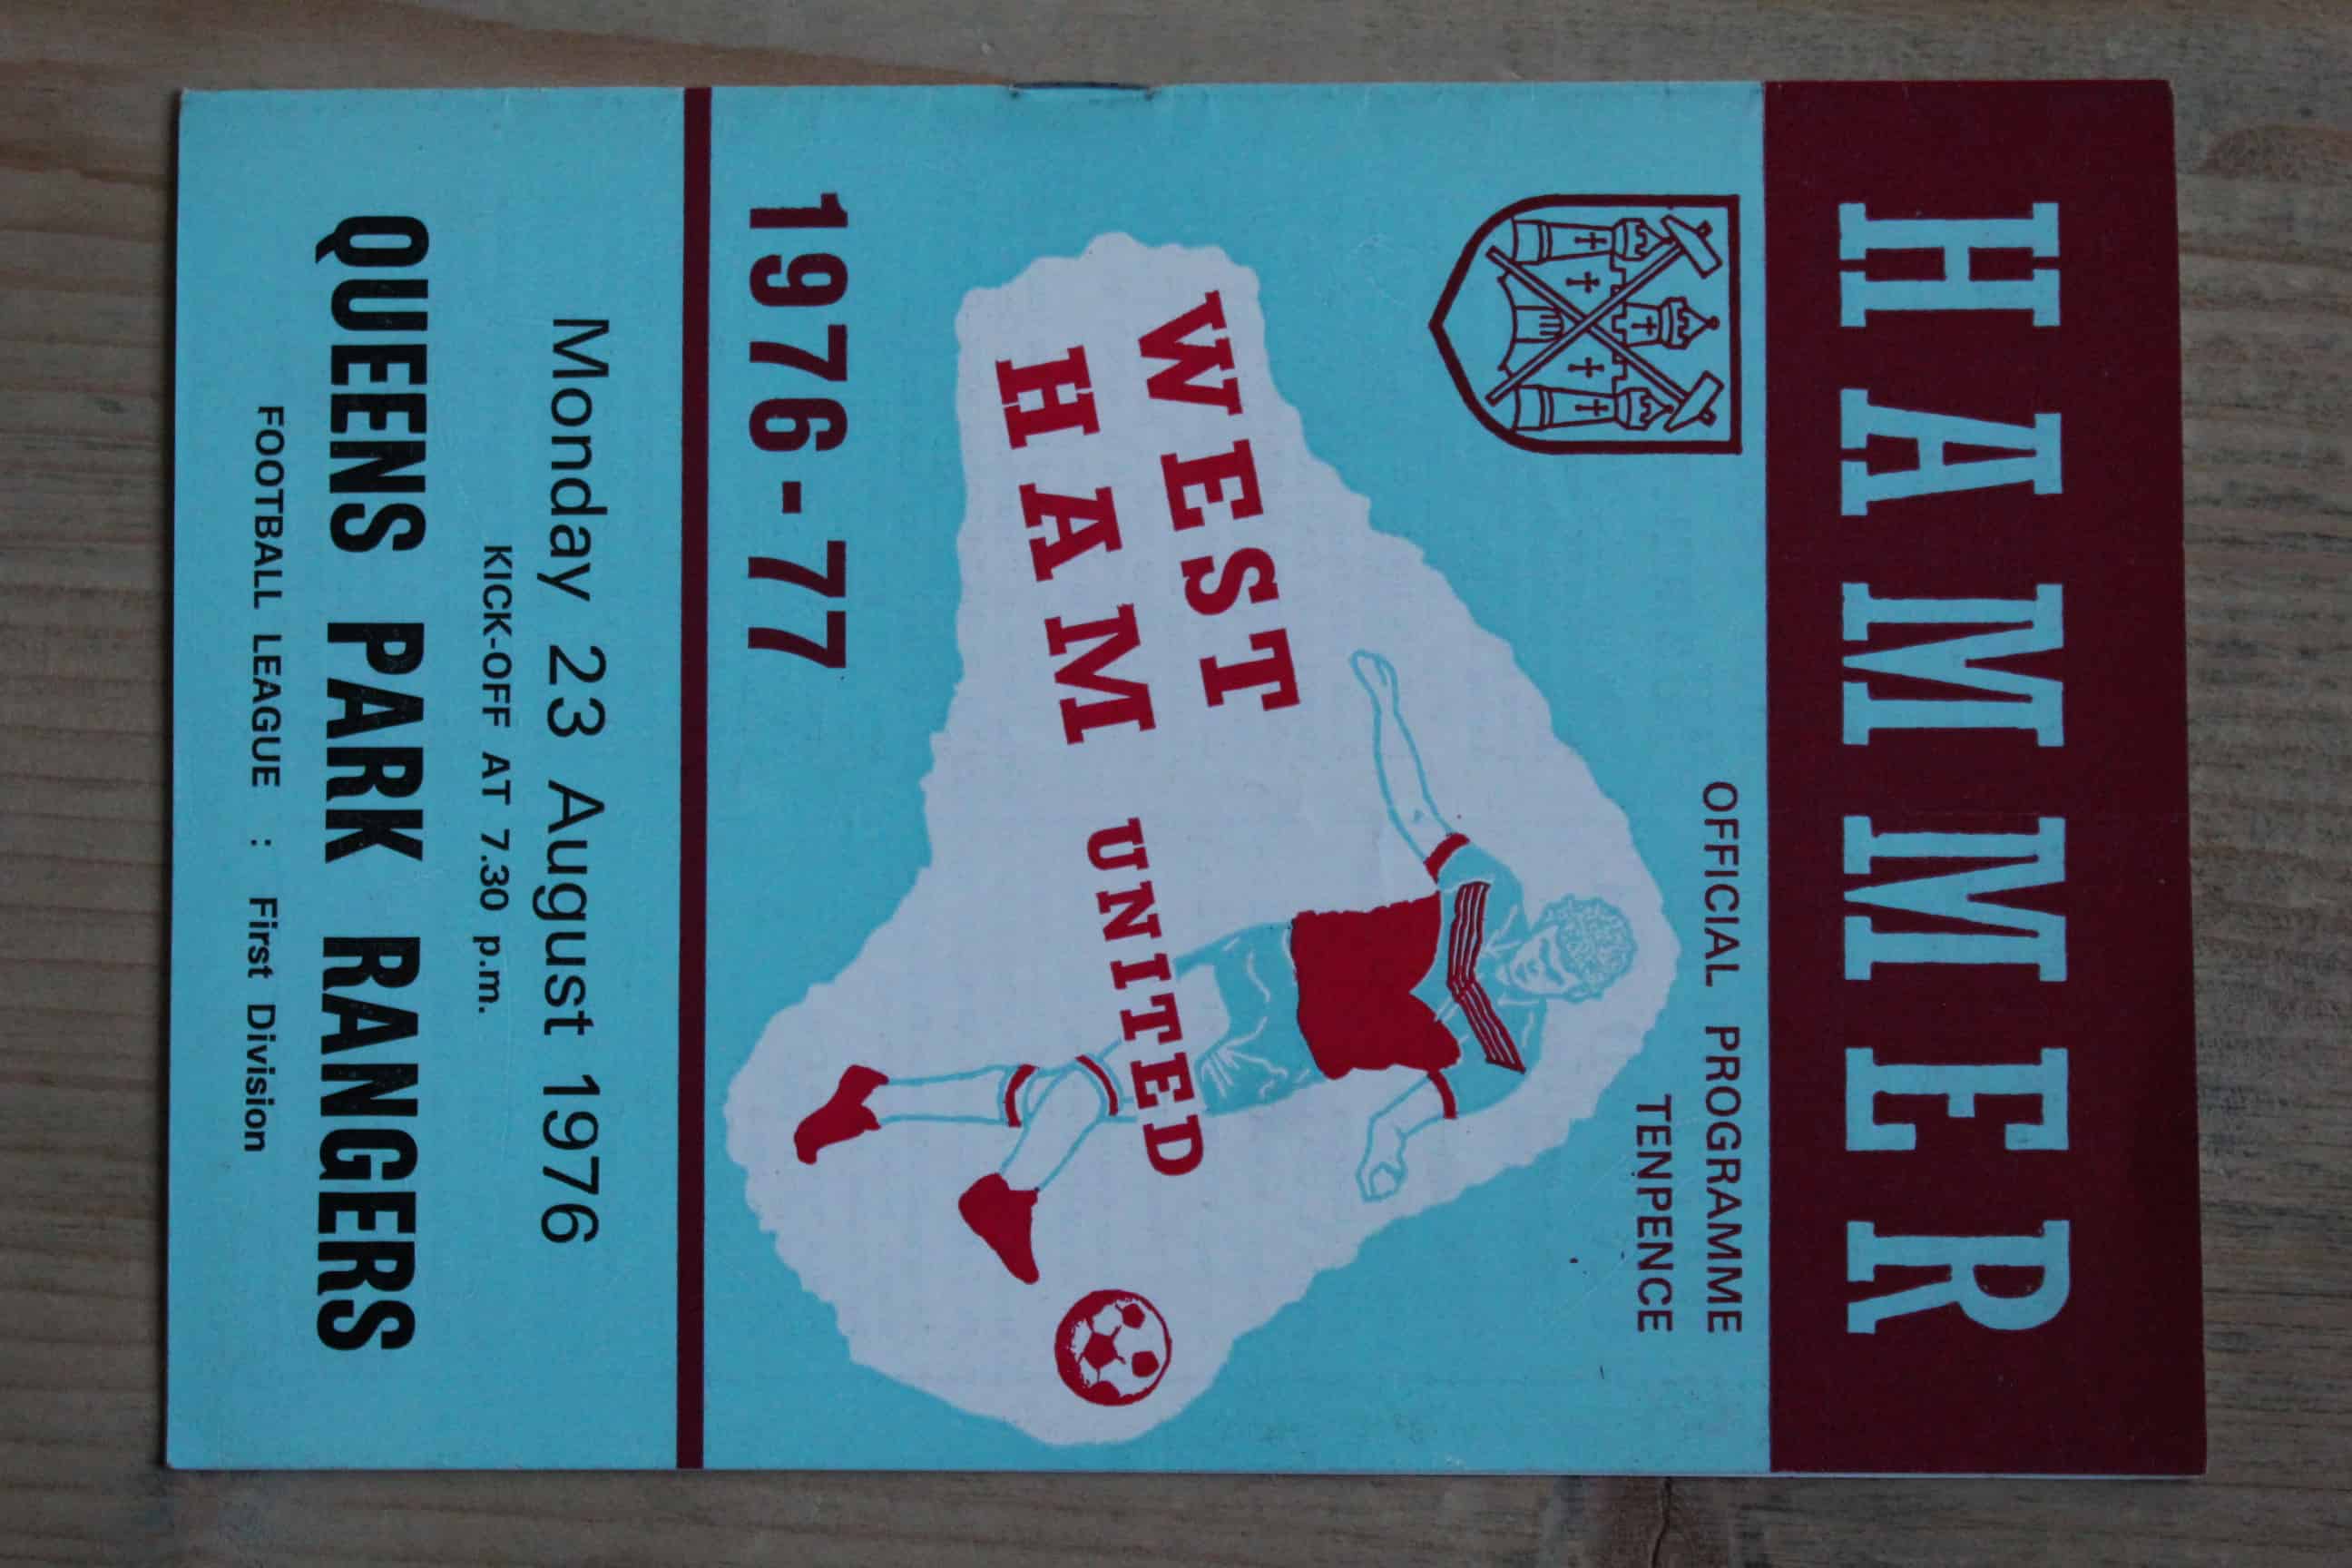 HAMMER
OFFICIAL PROGRAMME
TENPENCE
WEST
HAM UNITED
1976-77
Monday 23 August 1976
KICK-OFF AT 7.30 p.m.
QUEENS PARK RANGERS
FOOTBALL LEAGUE : First Division